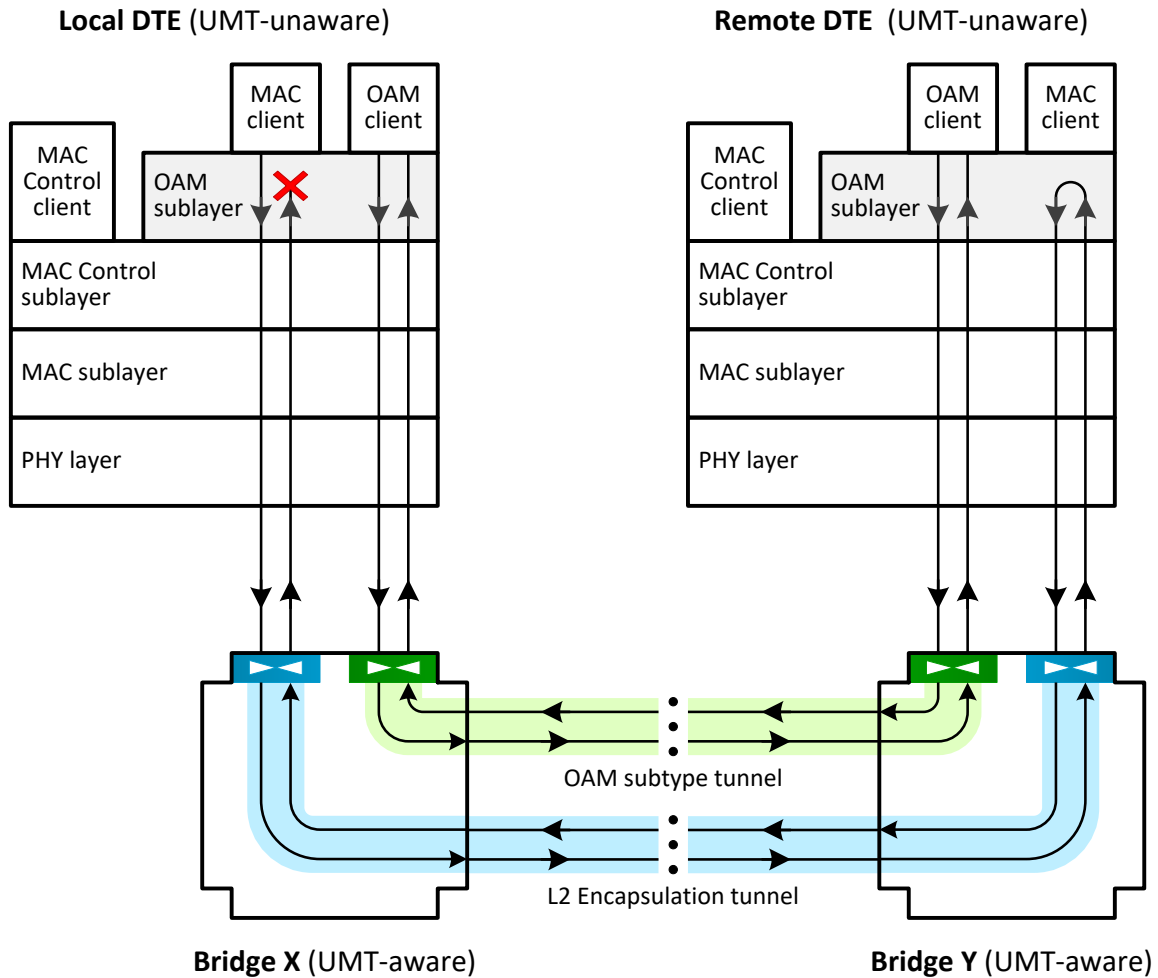 Local DTE (UMT-unaware)
Remote DTE (UMT-unaware)
MAC
client
OAM
client
MAC
Control
client
OAM
sublayer
MAC Control
sublayer
MAC sublayer
PHY layer
OAM
client
MAC
client
MAC
Control
client
OAM
sublayer
MAC Control
sublayer
MAC sublayer
PHY layer
OAM subtype tunnel
L2 Encapsulation tunnel
Bridge X (UMT-aware)
Bridge Y (UMT-aware)